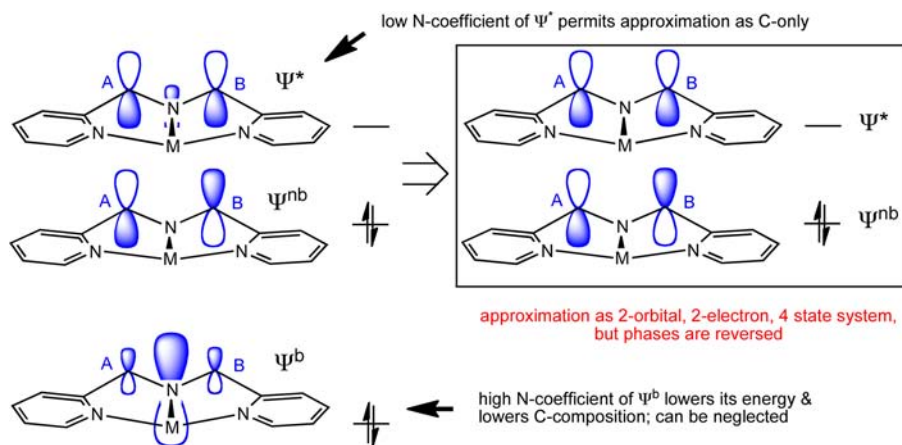 low N-coefficient of Ψ* permits approximation as C-only
A B Ψ*
N
N N
M
A B Ψ*
N
N N
M
A B Ψnb
N
N N
M
A B Ψnb
N
N N
M
approximation as 2-orbital, 2-electron, 4 state system,
but phases are reversed
A B Ψb
N
N N
M
high N-coefficient of Ψb lowers its energy &
lowers C-composition; can be neglected